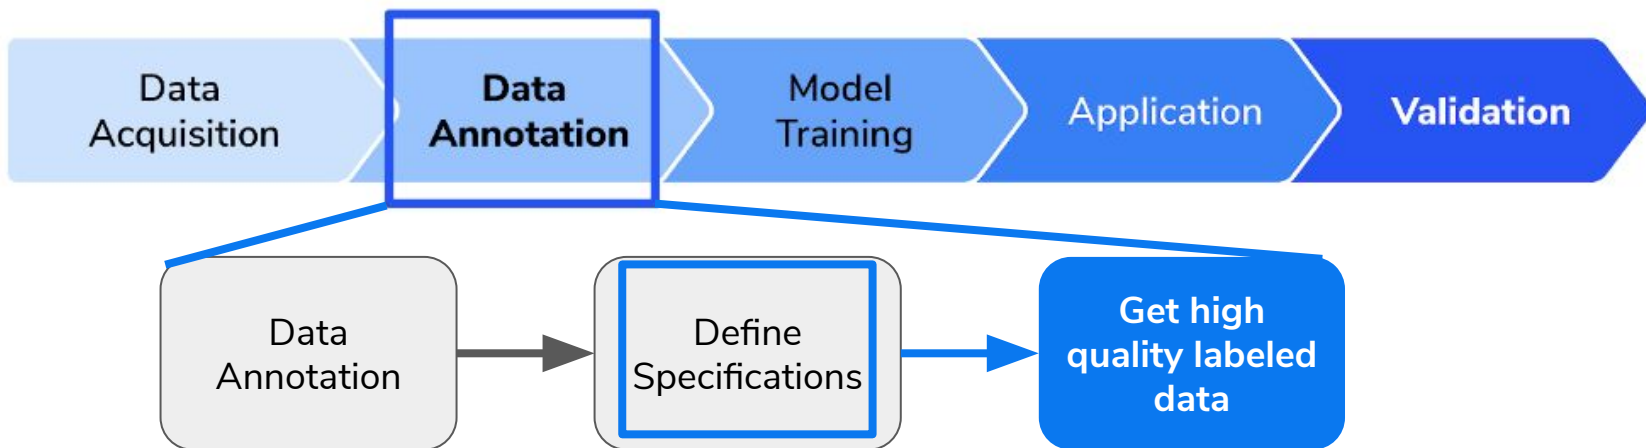 Data
Acquisition
Data
Annotation
Model
Training
Application
Validation
Data
Annotation
Define
Specifications
Get high
quality labeled
data